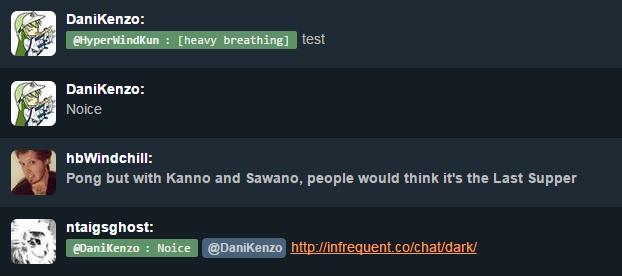 DaniKenzo:
@HyperWindKun : [heavy breathing] test
DaniKenzo:
Noice
hbWindchill:
Pong but with Kanno and Sawano, people would think it's the Last Supper
ntaigsghost:
@DaniKenzo : Noice @DaniKenzo http://infrequent.co/chat/dark/